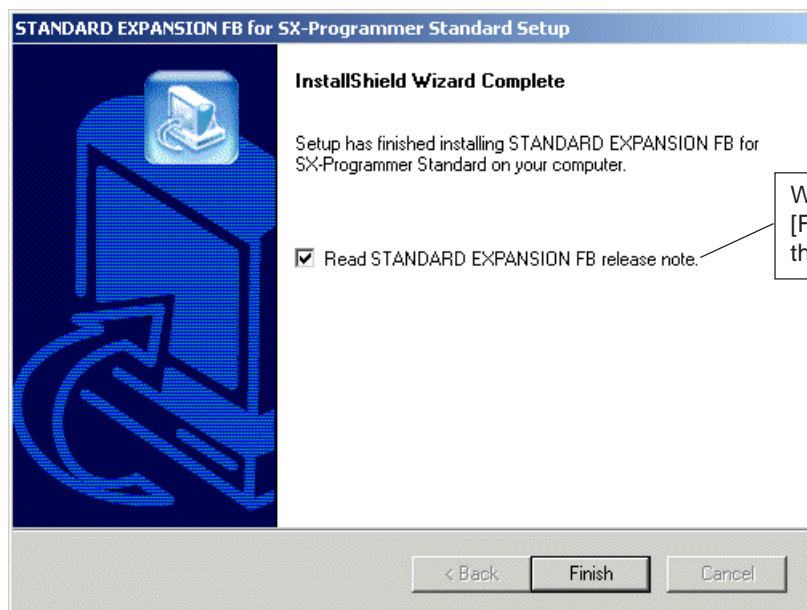 STANDARD EXPANSION FB for SX-Programmer Standard Setup
InstallShield Wizard Complete
Setup has finished installing STANDARD EXPANSION FB for
SX-Programmer Standard on your computer.
Read STANDARD EXPANSION FB release note.
< Back
Finish
Cancel